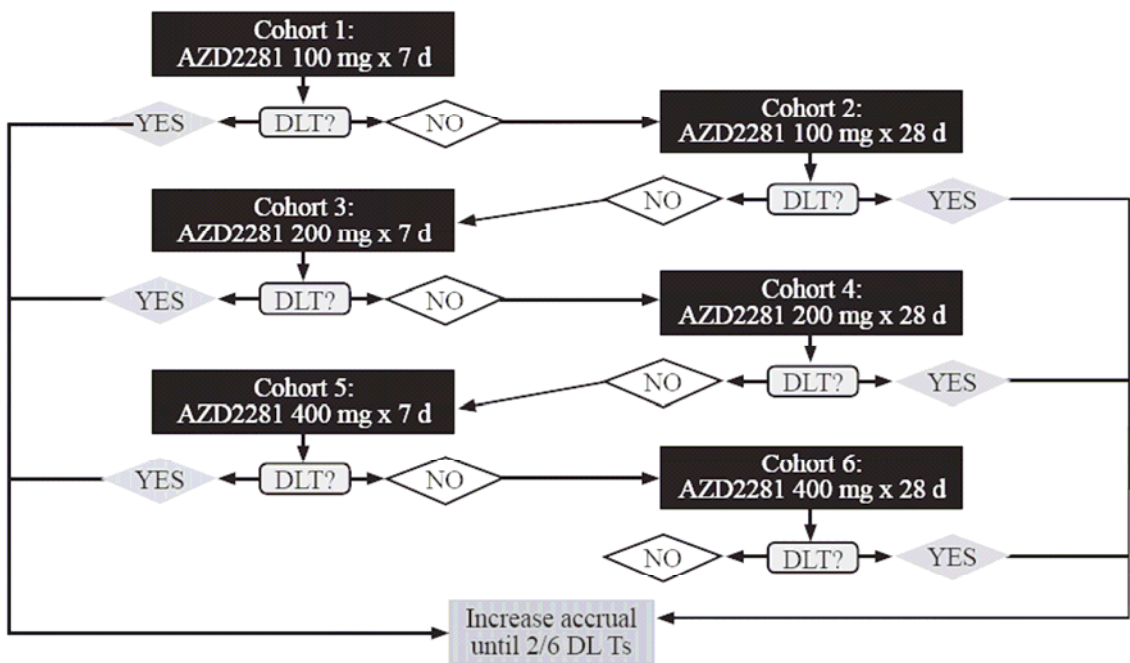 Cohort 1:
AZD2281 100 mg x 7 d
YES
DLT?
NO
Cohort 2:
AZD2281 100 mg x 28 d
NO
DLT?
YES
Cohort 3:
AZD2281 200 mg x 7 d
YES
DLT?
NO
Cohort 4:
AZD2281 200 mg x 28 d
NO
DLT?
YES
Cohort 5:
AZD2281 400 mg x 7 d
YES
DLT?
NO
Cohort 6:
AZD2281 400 mg x 28 d
NO
DLT?
YES
Increase accrual
until 2/6 DL Ts